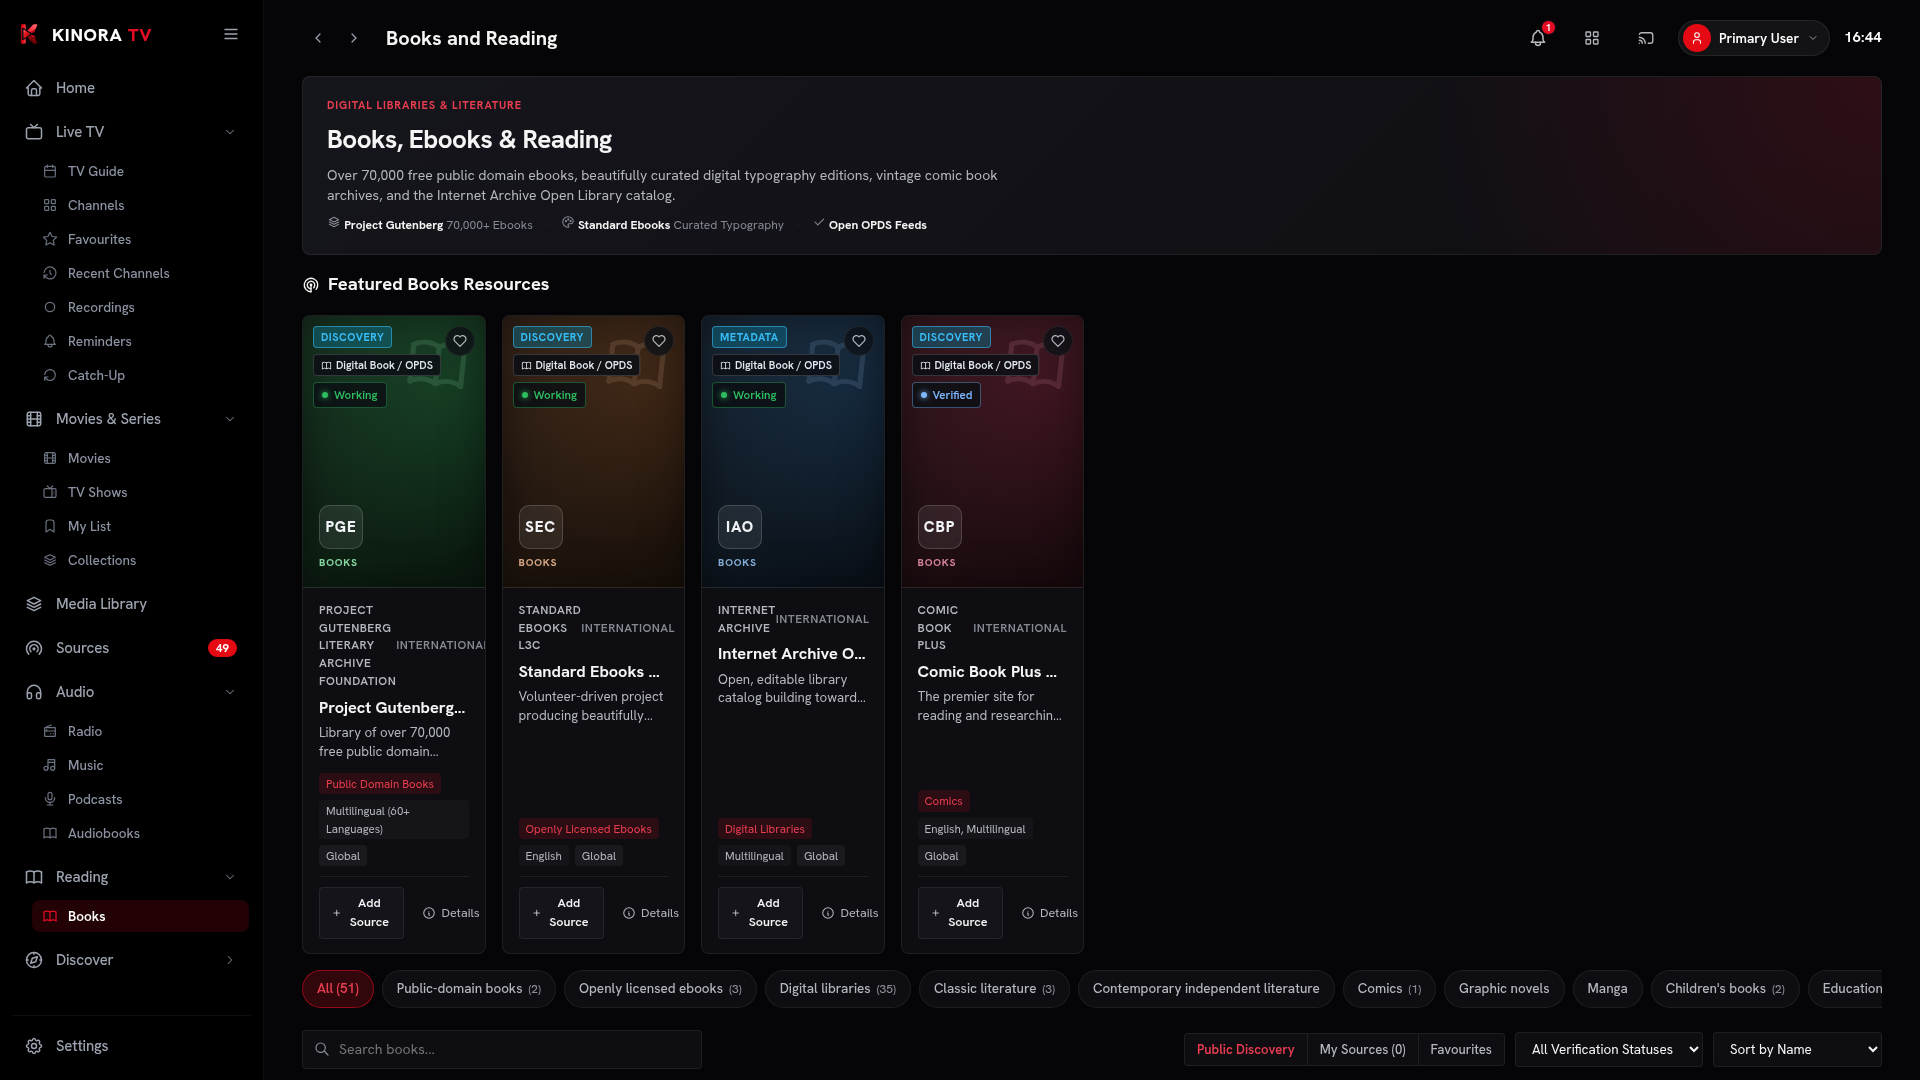 KINORA TV
Home
Live TV
TV Guide
Channels
Favourites
Recent Channels
Recordings
Reminders
Catch-Up
Movies & Series
Movies
TV Shows
My List
Collections
Media Library
Sources 49
Audio
Radio
Music
Podcasts
Audiobooks
Reading
Books
Discover
Settings
Books and Reading
1
Primary User
16:44
DIGITAL LIBRARIES & LITERATURE
Books, Ebooks & Reading
Over 70,000 free public domain ebooks, beautifully curated digital typography editions, vintage comic book
archives, and the Internet Archive Open Library catalog.
Project Gutenberg 70,000+ Ebooks Standard Ebooks Curated Typography Open OPDS Feeds
Featured Books Resources
DISCOVERY
Digital Book / OPDS
Working
PGE
BOOKS
PROJECT
GUTENBERG
LITERARY
ARCHIVE
FOUNDATION
INTERNATIONAL
Project Gutenberg...
Library of over 70,000
free public domain...
Public Domain Books
Multilingual (60+
Languages)
Global
+ Add
Source
Details
DISCOVERY
Digital Book / OPDS
Working
SEC
BOOKS
STANDARD
EBOOKS
L3C
INTERNATIONAL
Standard Ebooks ...
Volunteer-driven project
producing beautifully...
Openly Licensed Ebooks
English Global
+ Add
Source
Details
METADATA
Digital Book / OPDS
Working
IAO
BOOKS
INTERNET
ARCHIVE
INTERNATIONAL
Internet Archive O...
Open, editable library
catalog building toward...
Digital Libraries
Multilingual Global
+ Add
Source
Details
DISCOVERY
Digital Book / OPDS
Verified
CBP
BOOKS
COMIC
BOOK
PLUS
INTERNATIONAL
Comic Book Plus ...
The premier site for
reading and researchin...
Comics
English, Multilingual
Global
+ Add
Source
Details
All (51) Public-domain books (2) Openly licensed ebooks (3) Digital libraries (35) Classic literature (3) Contemporary independent literature Comics (1) Graphic novels Manga Children's books (2) Education
Search books...
Public Discovery My Sources (0) Favourites All Verification Statuses Sort by Name